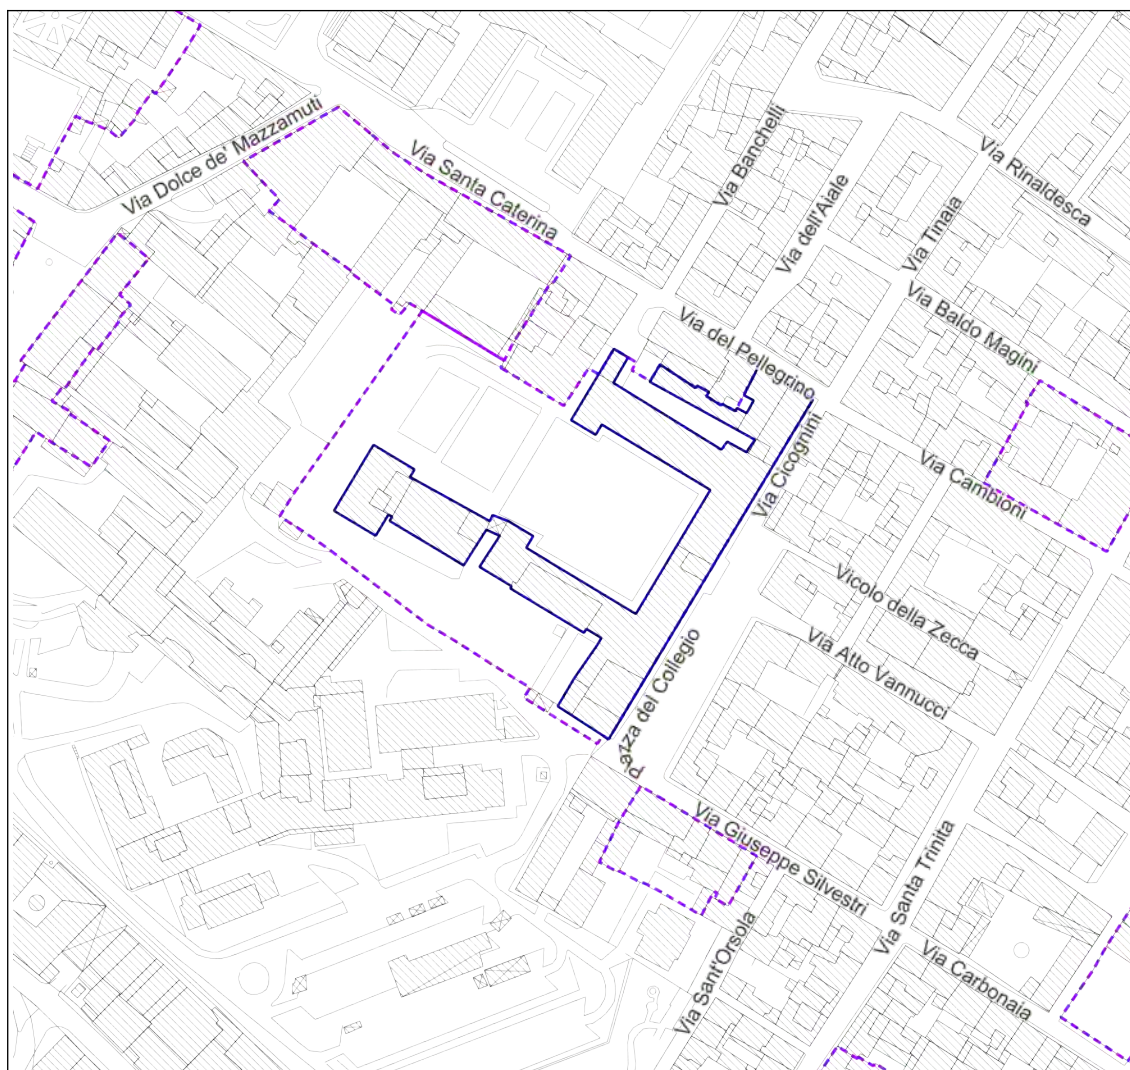 Via Dolce de' Mazzamuti
Via Santa Caterina
Via Banchelli
Via dell'Aiale
Via Rinaldesca
Via Tinaia
Via Baldo Magini
Via del Pellegrino
Via Cicognini
Via Cambioni
Vicolo della Zecca
Via Atto Vannucci
Piazza del Collegio
Via Giuseppe Silvestri
Via Santa Trinita
Via Sant'Orsola
Via Carbonaia